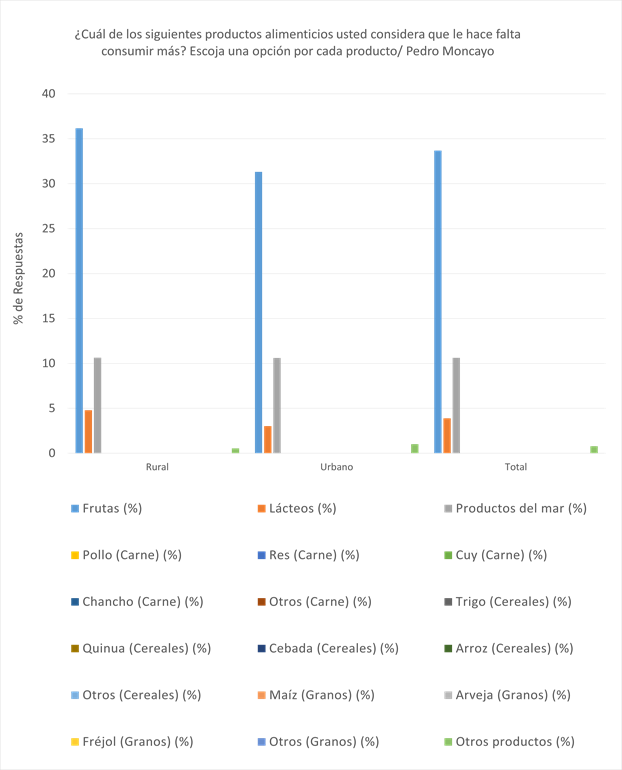 ¿Cuál de los siguientes productos alimenticios usted considera que le hace falta
consumir más? Escoja una opción por cada producto/ Pedro Moncayo
40
35
30
25
20
15
10
5
0
% de Respuestas
Rural Urbano Total
Frutas (%) Lácteos (%) Productos del mar (%)
Pollo (Carne) (%) Res (Carne) (%) Cuy (Carne) (%)
Chancho (Carne) (%) Otros (Carne) (%) Trigo (Cereales) (%)
Quinua (Cereales) (%) Cebada (Cereales) (%) Arroz (Cereales) (%)
Otros (Cereales) (%) Maíz (Granos) (%) Arveja (Granos) (%)
Fréjol (Granos) (%) Otros (Granos) (%) Otros productos (%)